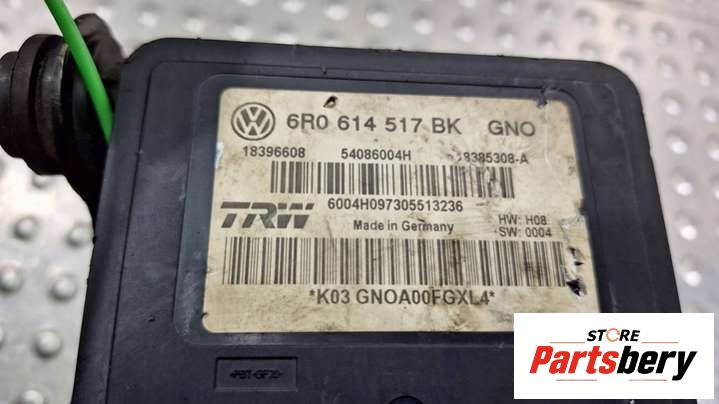 6R0 614 517 BK GNO
18396608 54086004H 18385308-A
TRW
6004H097305513236
Made in Germany
HW: H08
SW: 0004
*K03 GNOA00FGXL4*
STORE
Partsbery